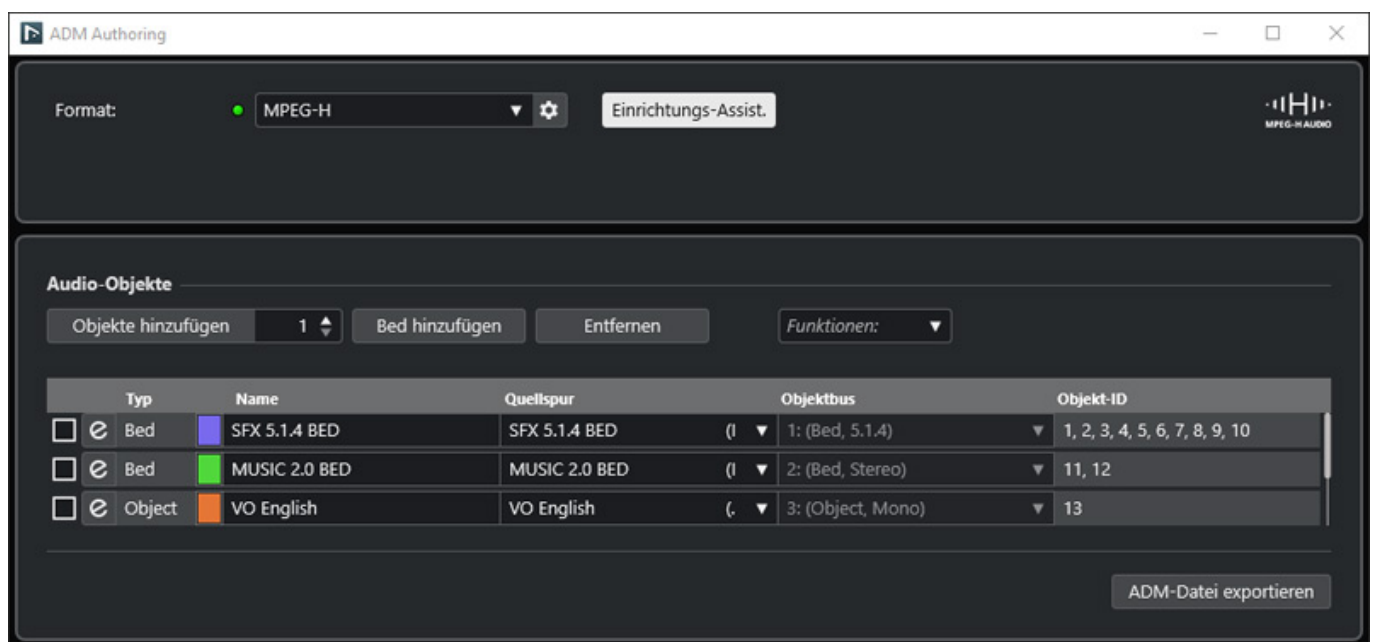 ADM Authoring
Format: MPEG-H Einrichtungs-Assist.
MPEG-H AUDIO
Audio-Objekte
Objekte hinzufügen 1 Bed hinzufügen Entfernen Funktionen:
Typ Name Quellspur Objektbus Objekt-ID
e Bed SFX 5.1.4 BED SFX 5.1.4 BED (I 1: (Bed, 5.1.4) 1, 2, 3, 4, 5, 6, 7, 8, 9, 10
e Bed MUSIC 2.0 BED MUSIC 2.0 BED (I 2: (Bed, Stereo) 11, 12
e Object VO English VO English (. 3: (Object, Mono) 13
ADM-Datei exportieren